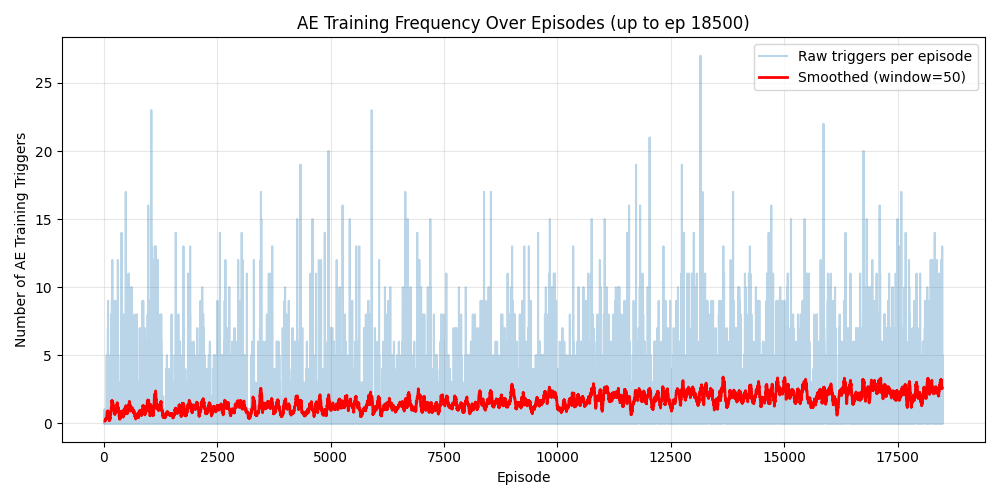 AE Training Frequency Over Episodes (up to ep 18500)
Raw triggers per episode
Smoothed (window=50)
Number of AE Training Triggers
25
20
15
10
5
0
0 2500 5000 7500 10000 12500 15000 17500
Episode